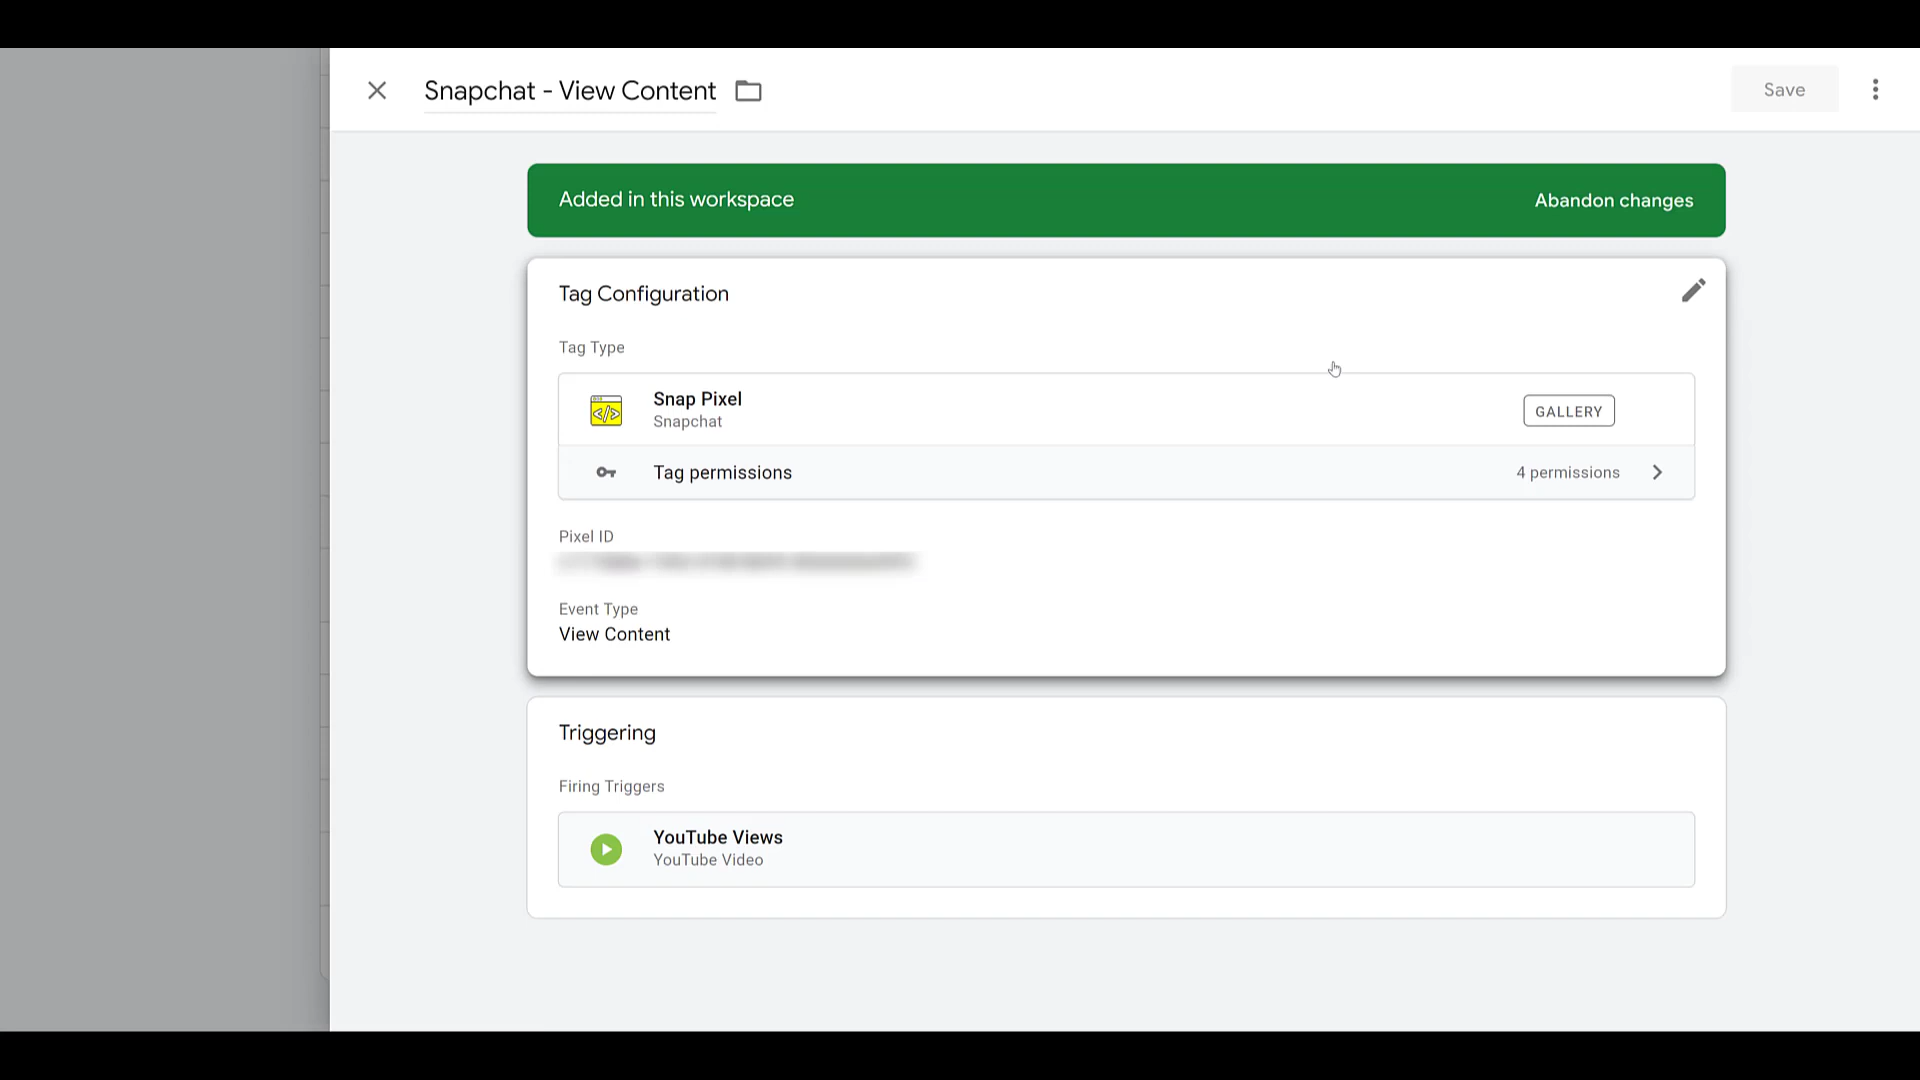 Snapchat - View Content
Save
Added in this workspace
Abandon changes
Tag Configuration
Tag Type
Snap Pixel
Snapchat
GALLERY
Tag permissions
4 permissions
Pixel ID
Event Type
View Content
Triggering
Firing Triggers
YouTube Views
YouTube Video